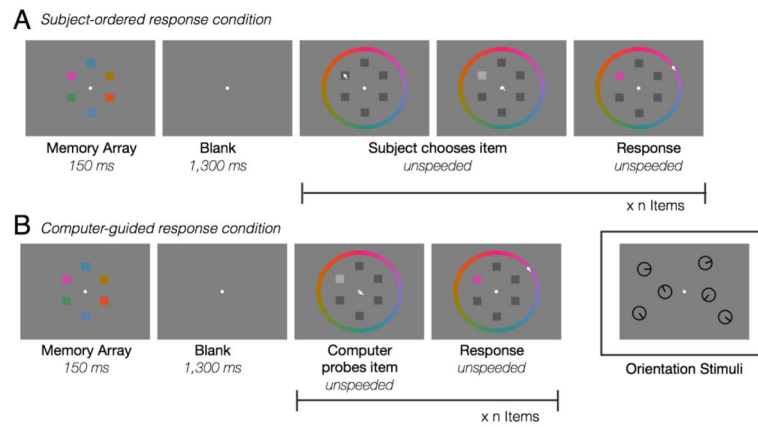 A Subject-ordered response condition
Memory Array
150 ms
Blank
1,300 ms
Subject chooses item
unspeeded
Response
unspeeded
x n Items
B Computer-guided response condition
Memory Array
150 ms
Blank
1,300 ms
Computer
probes item
unspeeded
Response
unspeeded
x n Items
Orientation Stimuli